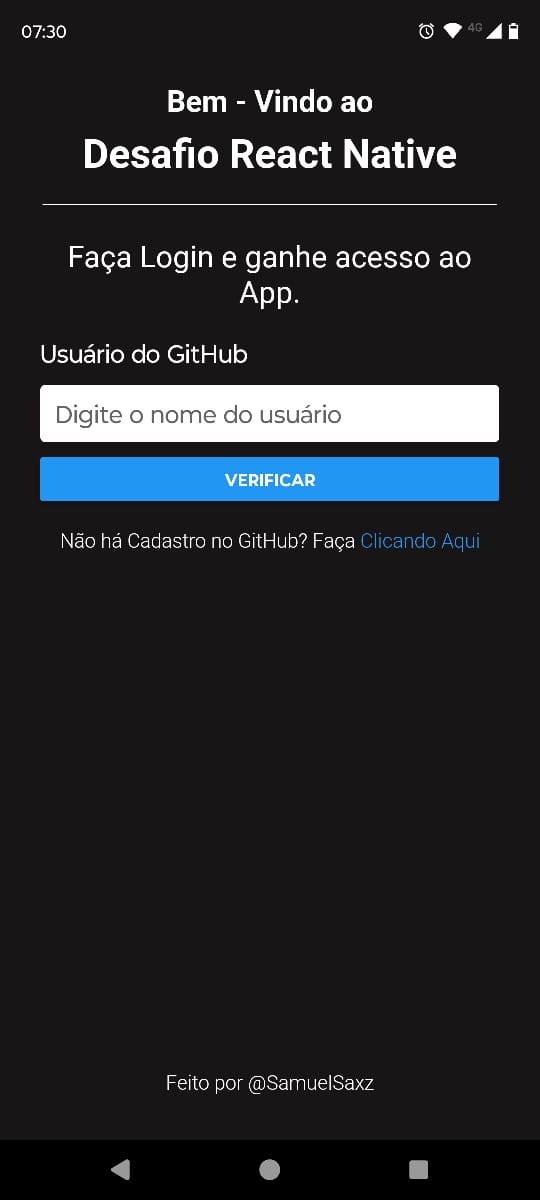 07:30
4G
Bem - Vindo ao
Desafio React Native
Faça Login e ganhe acesso ao
App.
Usuário do GitHub
Digite o nome do usuário
VERIFICAR
Não há Cadastro no GitHub? Faça Clicando Aqui
Feito por @SamuelSaxz